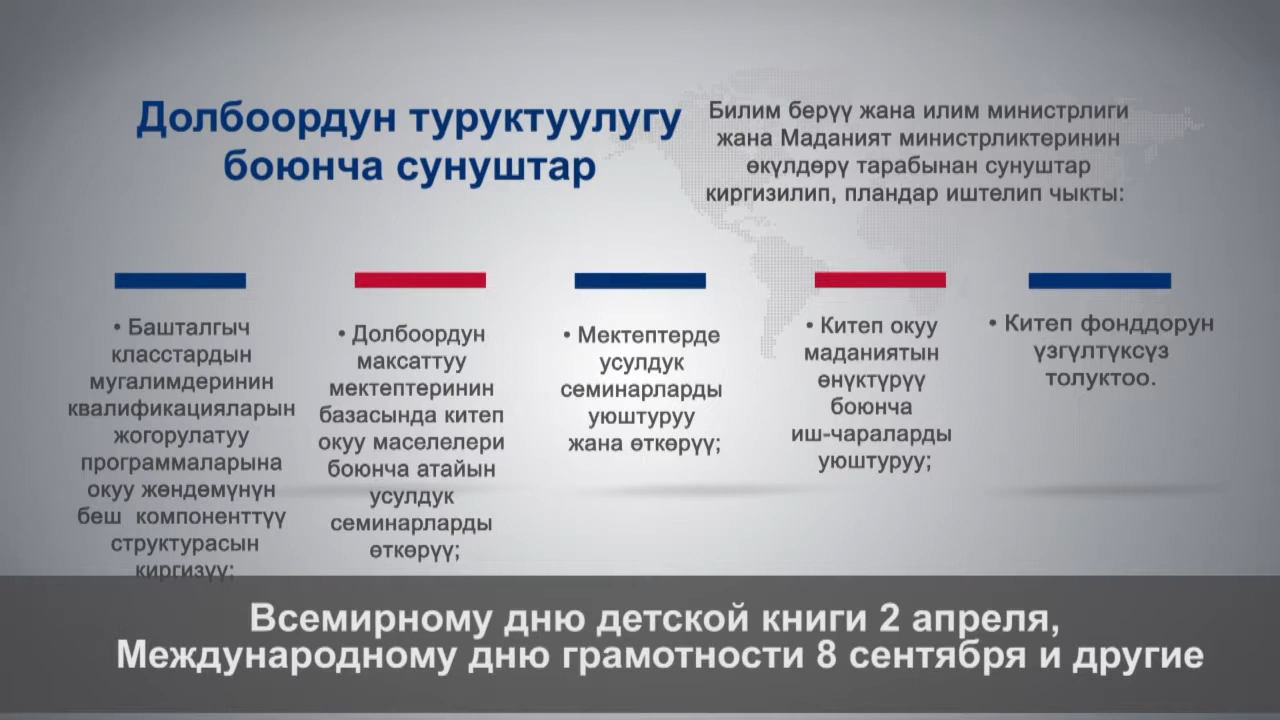 Долбоордун туруктуулугу
боюнча сунуштар
Билим берүү жана илим министрлиги
жана Маданият министрликтеринин
өкүлдөрү тарабынан сунуштар
киргизилип, пландар иштелип чыкты:
• Башталгыч
класстардын
мугалимдеринин
квалификацияларын
жогорулатуу
программаларына
окуу жөндөмүнүн
беш компоненттүү
структурасын
киргизүү;
• Долбоордун
максаттуу
мектептеринин
базасында китеп
окуу маселелери
боюнча атайын
усулдук
семинарларды
өткөрүү;
• Мектептерде
усулдук
семинарларды
уюштуруу
жана өткөрүү;
• Китеп окуу
маданиятын
өнүктүрүү
боюнча
иш-чараларды
уюштуруу;
• Китеп фонддорун
үзгүлтүксүз
толуктоо.
Всемирному дню детской книги 2 апреля,
Международному дню грамотности 8 сентября и другие